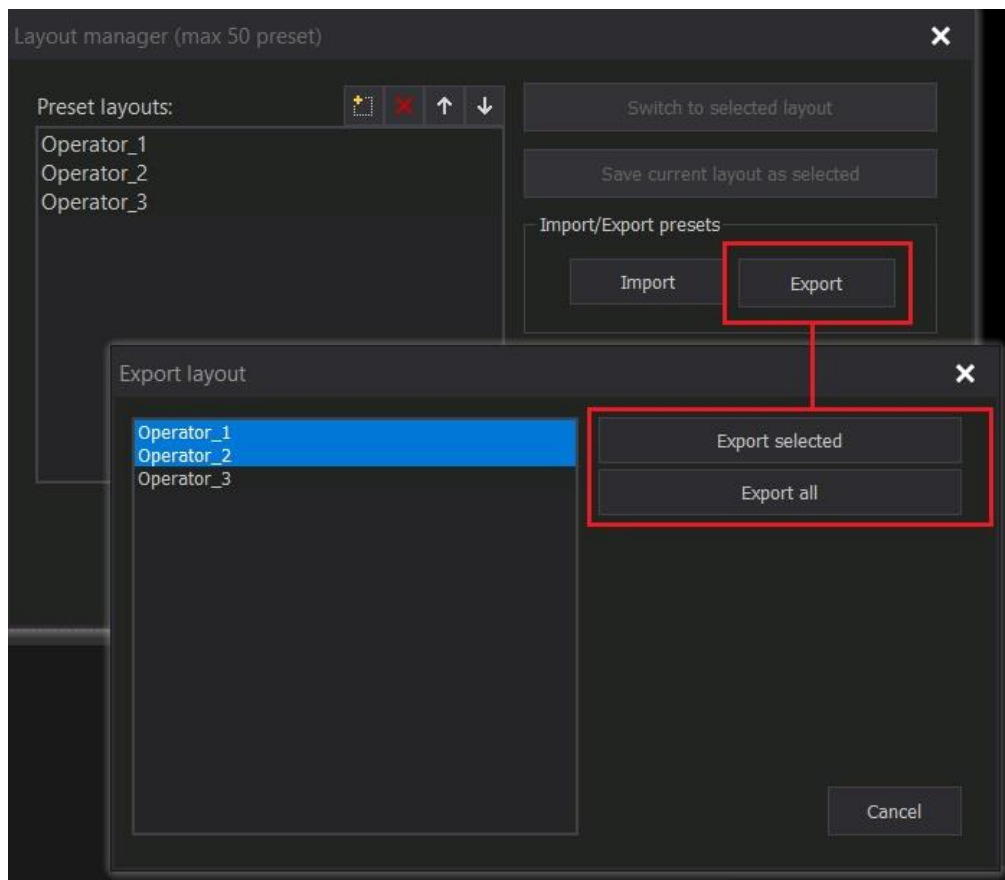 Layout manager (max 50 preset)
Preset layouts:
Switch to selected layout
Operator_1
Operator_2
Operator_3
Save current layout as selected
Import/Export presets
Import
Export
Export layout
Operator_1
Operator_2
Operator_3
Export selected
Export all
Cancel